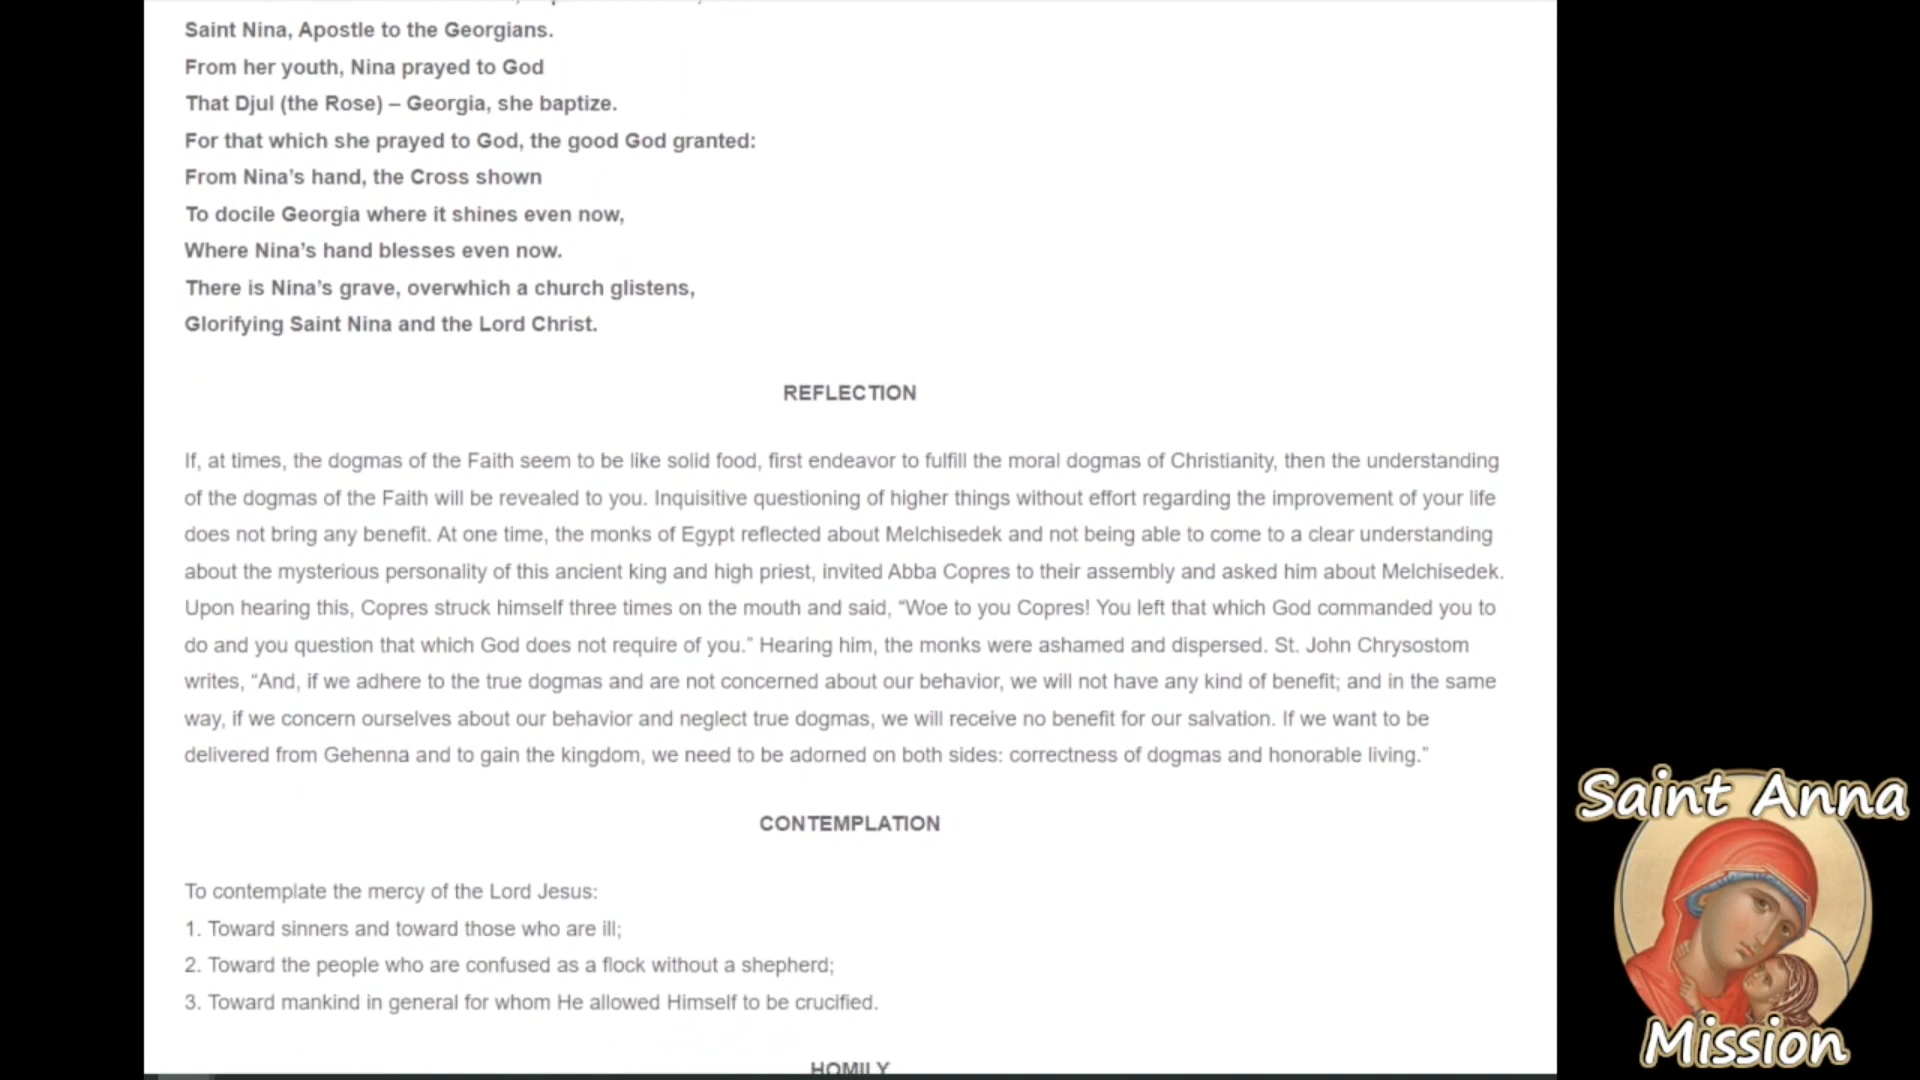 Saint Nina, Apostle to the Georgians.
From her youth, Nina prayed to God
That Djul (the Rose) – Georgia, she baptize.
For that which she prayed to God, the good God granted:
From Nina’s hand, the Cross shown
To docile Georgia where it shines even now,
Where Nina’s hand blesses even now.
There is Nina’s grave, overwhich a church glistens,
Glorifying Saint Nina and the Lord Christ.
REFLECTION
If, at times, the dogmas of the Faith seem to be like solid food, first endeavor to fulfill the moral dogmas of Christianity, then the understanding
of the dogmas of the Faith will be revealed to you. Inquisitive questioning of higher things without effort regarding the improvement of your life
does not bring any benefit. At one time, the monks of Egypt reflected about Melchisedek and not being able to come to a clear understanding
about the mysterious personality of this ancient king and high priest, invited Abba Copres to their assembly and asked him about Melchisedek.
Upon hearing this, Copres struck himself three times on the mouth and said, “Woe to you Copres! You left that which God commanded you to
do and you question that which God does not require of you.” Hearing him, the monks were ashamed and dispersed. St. John Chrysostom
writes, “And, if we adhere to the true dogmas and are not concerned about our behavior, we will not have any kind of benefit; and in the same
way, if we concern ourselves about our behavior and neglect true dogmas, we will receive no benefit for our salvation. If we want to be
delivered from Gehenna and to gain the kingdom, we need to be adorned on both sides: correctness of dogmas and honorable living.”
CONTEMPLATION
To contemplate the mercy of the Lord Jesus:
1. Toward sinners and toward those who are ill;
2. Toward the people who are confused as a flock without a shepherd;
3. Toward mankind in general for whom He allowed Himself to be crucified.
HOMILY
Saint Anna
Mission